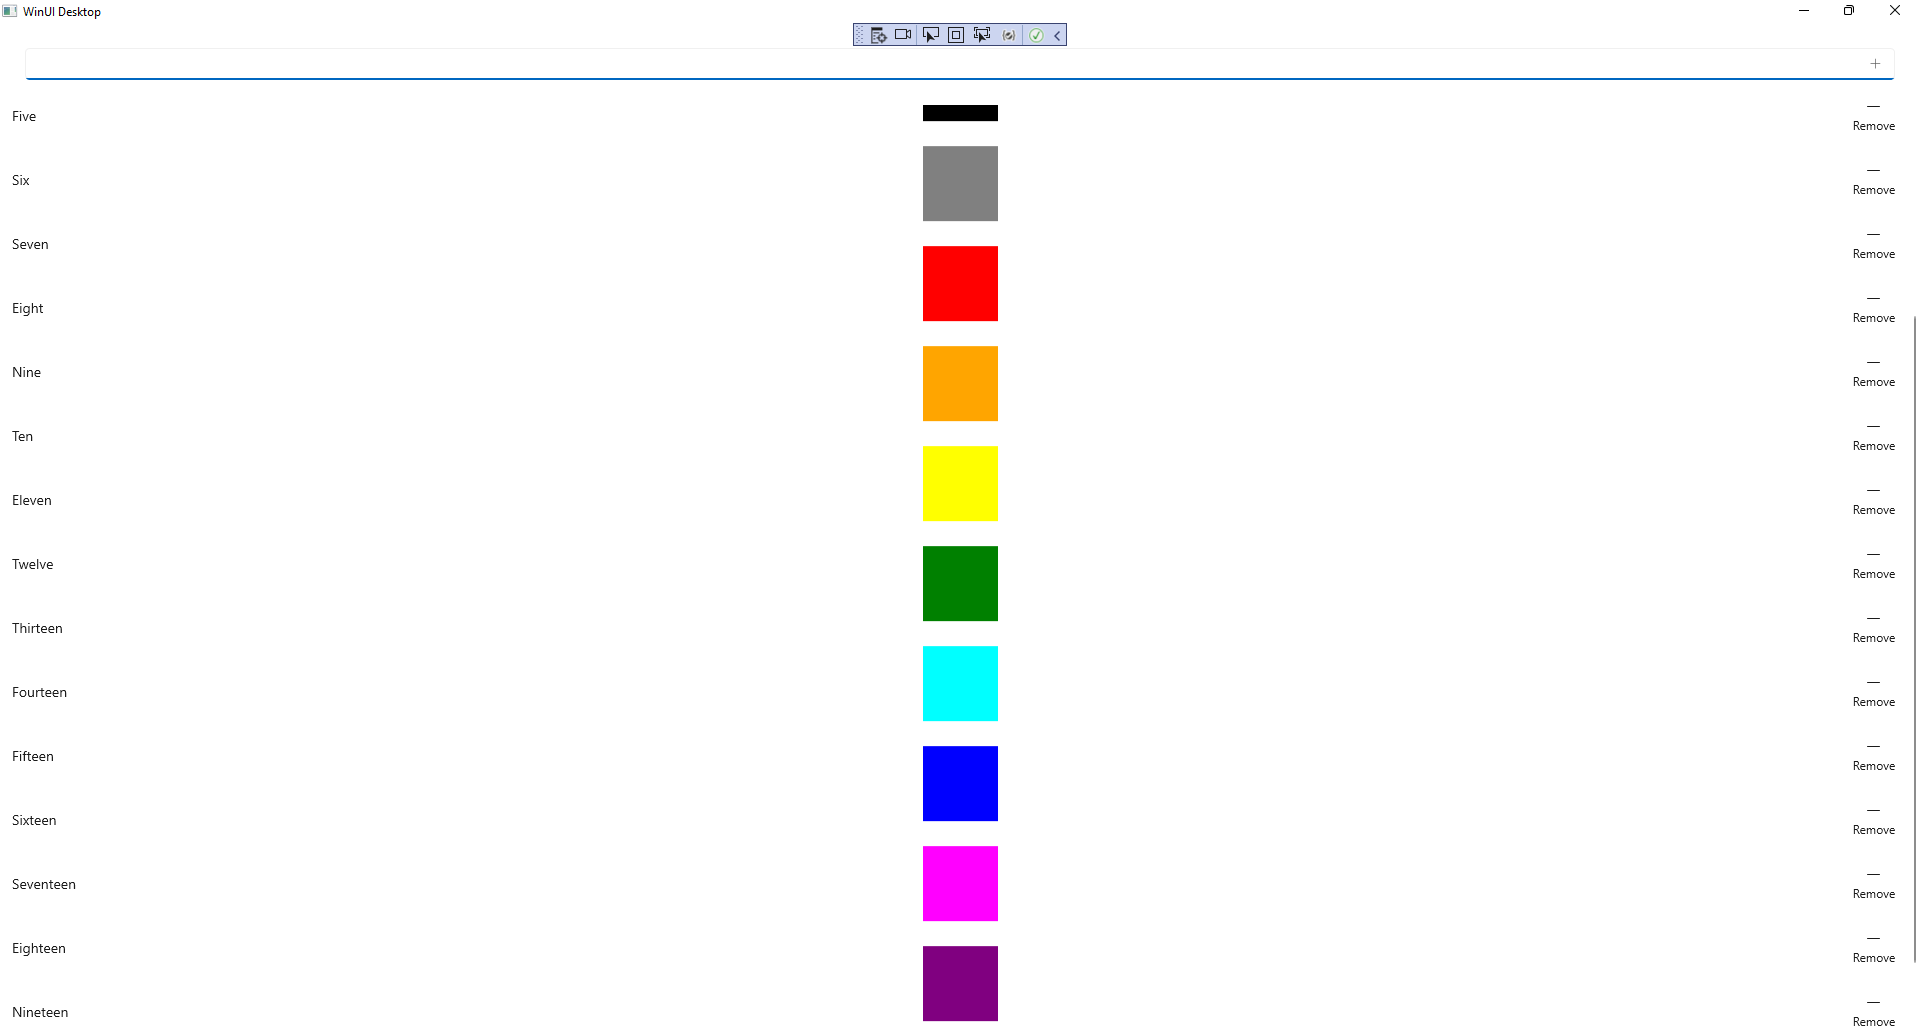 WinUI Desktop
Five
Remove
Six
Remove
Seven
Remove
Eight
Remove
Nine
Remove
Ten
Remove
Eleven
Remove
Twelve
Remove
Thirteen
Remove
Fourteen
Remove
Fifteen
Remove
Sixteen
Remove
Seventeen
Remove
Eighteen
Remove
Nineteen
Remove